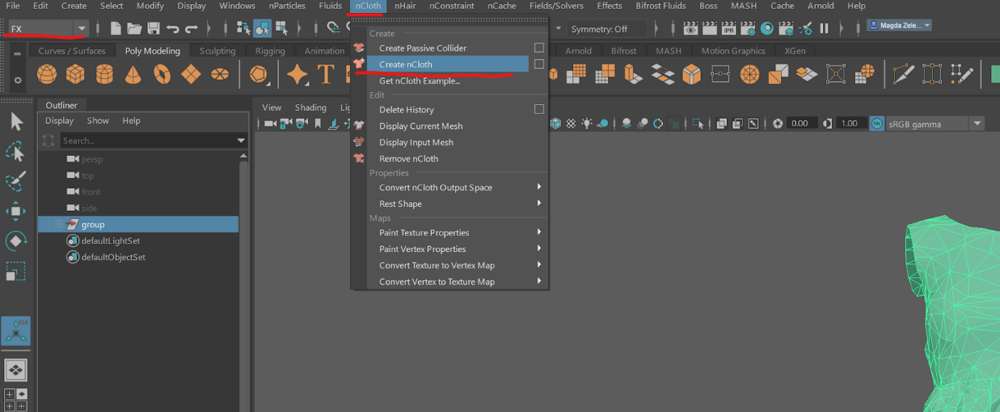 File Edit Create Select Modify Display Windows nParticles Fluids nCloth nHair nConstraint nCache Fields/Solvers Effects Bifrost Fluids Boss MASH Cache Arnold Help
FX Symmetry: Off IPR Magda Zele...
Curves / Surfaces Poly Modeling Sculpting Rigging Animation Arnold Bifrost MASH Motion Graphics XGen
Create
Create Passive Collider
Create nCloth
Get nCloth Example...
Edit
Delete History
Display Current Mesh
Display Input Mesh
Remove nCloth
Properties
Convert nCloth Output Space
Rest Shape
Maps
Paint Texture Properties
Paint Vertex Properties
Convert Texture to Vertex Map
Convert Vertex to Texture Map
Outliner
Display Show Help
Search...
persp
top
front
side
group
defaultLightSet
defaultObjectSet
View Shading
0.00 1.00 ON sRGB gamma